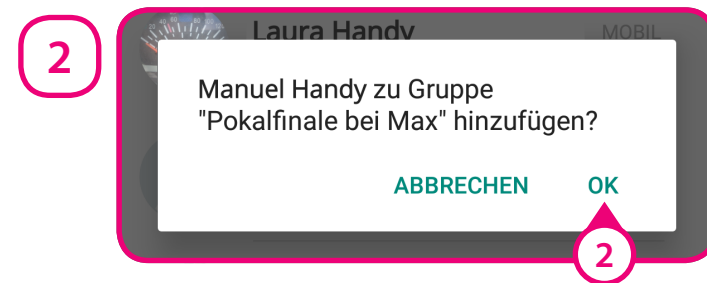 2
Laura Handy MOBIL
Manuel Handy zu Gruppe
"Pokalfinale bei Max" hinzufügen?
ABBRECHEN OK
2